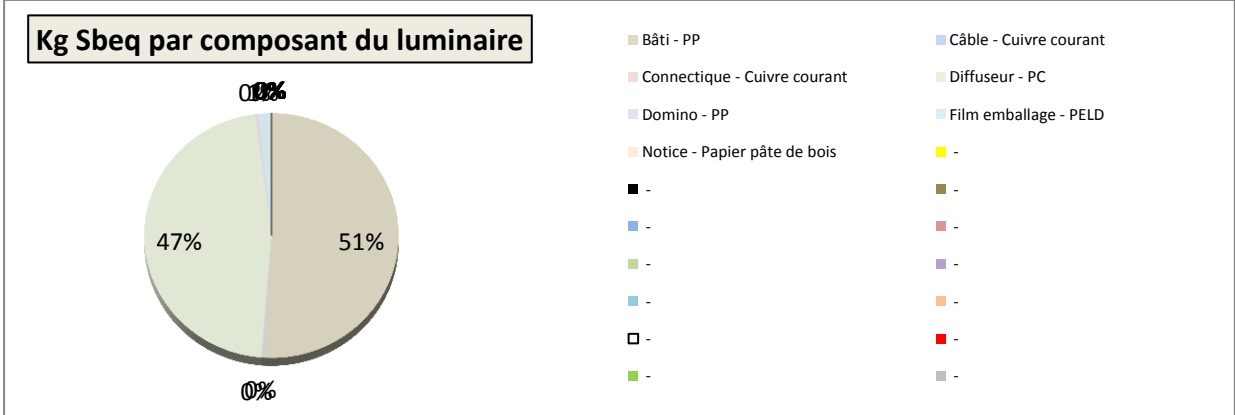 Kg Sbeq par composant du luminaire
47%
51%
Bâti - PP
Câble - Cuivre courant
Connectique - Cuivre courant
Diffuseur - PC
Domino - PP
Film emballage - PELD
Notice - Papier pâte de bois
-
-
-
-
-
-
-
-
-
-
-
-
-